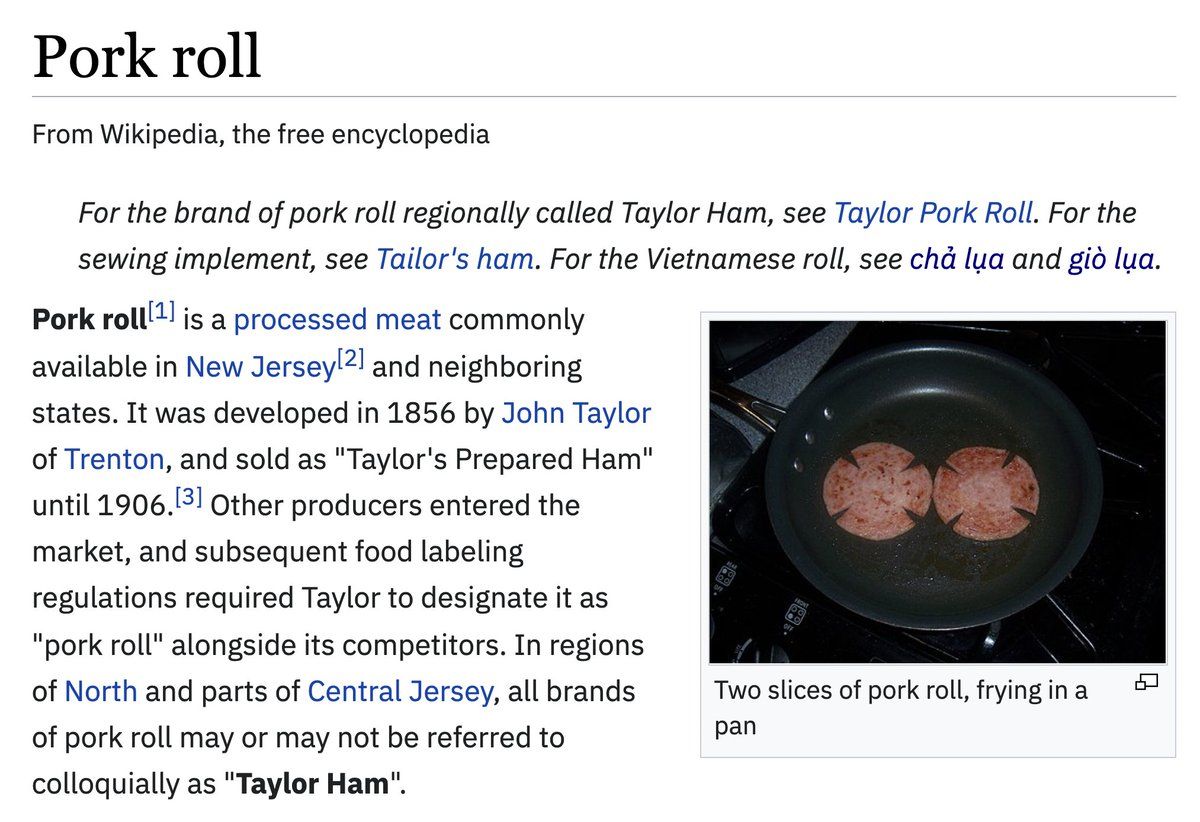 Pork roll
From Wikipedia, the free encyclopedia
For the brand of pork roll regionally called Taylor Ham, see Taylor Pork Roll. For the
sewing implement, see Tailor's ham. For the Vietnamese roll, see chả lụa and giò lụa.
Pork roll[1] is a processed meat commonly
available in New Jersey[2] and neighboring
states. It was developed in 1856 by John Taylor
of Trenton, and sold as "Taylor's Prepared Ham"
until 1906.[3] Other producers entered the
market, and subsequent food labeling
regulations required Taylor to designate it as
"pork roll" alongside its competitors. In regions
of North and parts of Central Jersey, all brands
of pork roll may or may not be referred to
colloquially as "Taylor Ham".
REAR
OFF
FRONT
OFF
Two slices of pork roll, frying in a
pan